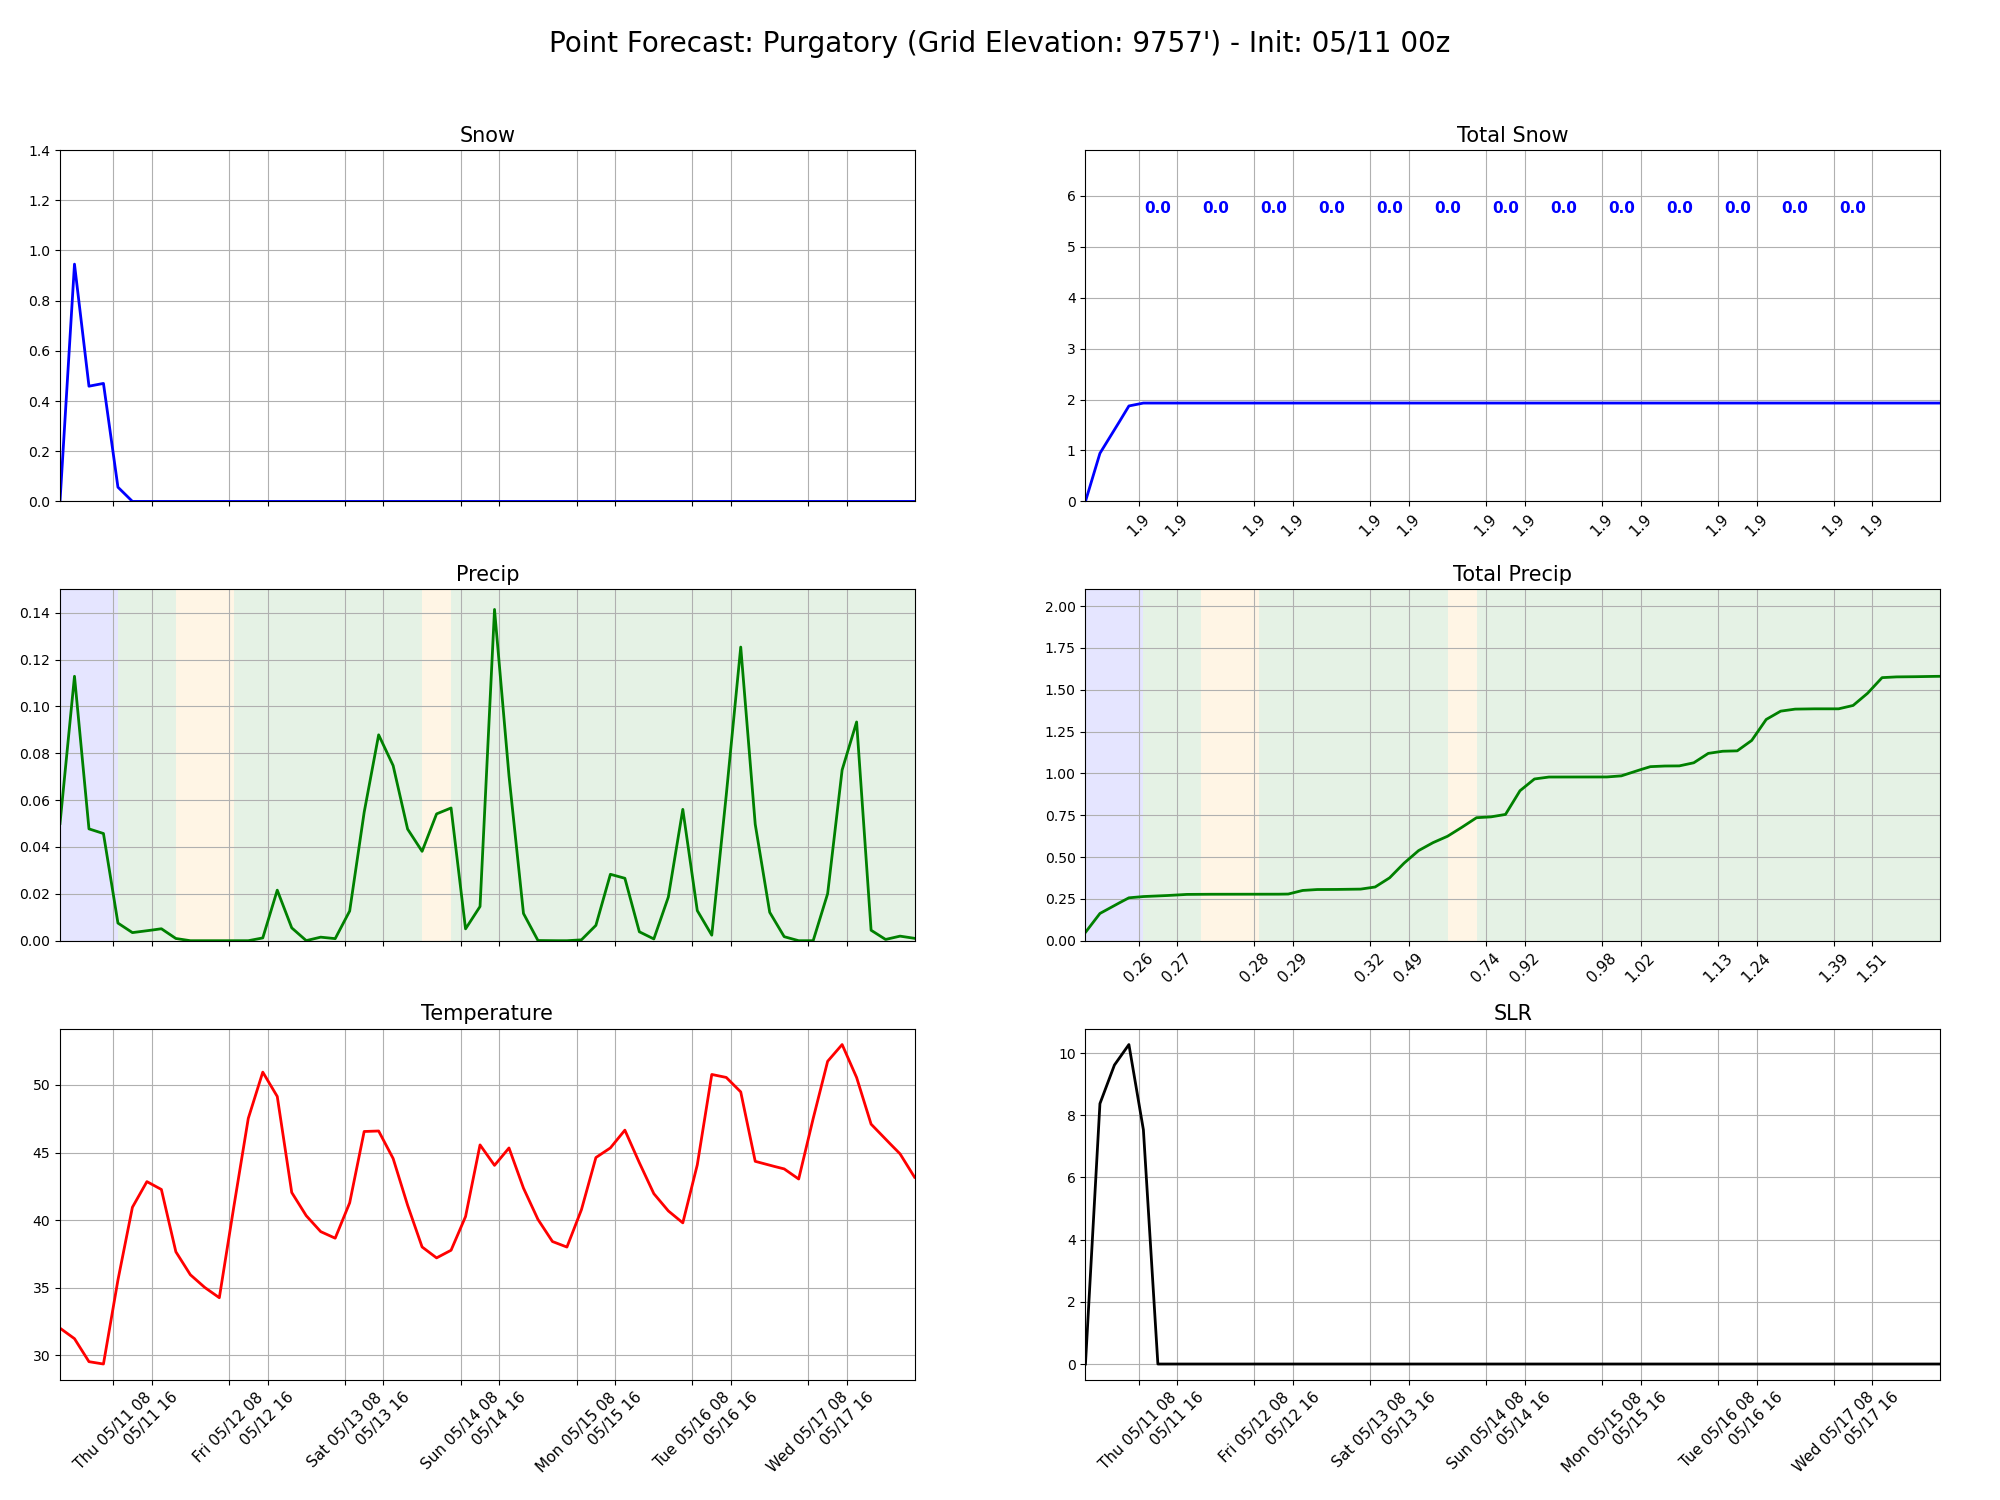 Point Forecast: Purgatory (Grid Elevation: 9757') - Init: 05/11 00z
Snow
1.4
1.2
1.0
0.8
0.6
0.4
0.2
0.0
Total Snow
6
5
4
3
2
1
0
0.0 0.0 0.0 0.0 0.0 0.0 0.0 0.0 0.0 0.0 0.0 0.0 0.0
1.9 1.9 1.9 1.9 1.9 1.9 1.9 1.9 1.9 1.9 1.9 1.9 1.9 1.9
Precip
0.14
0.12
0.10
0.08
0.06
0.04
0.02
0.00
Total Precip
2.00
1.75
1.50
1.25
1.00
0.75
0.50
0.25
0.00
0.26 0.27 0.28 0.29 0.32 0.49 0.74 0.92 0.98 1.02 1.13 1.24 1.39 1.51
Temperature
50
45
40
35
30
Thu 05/11 08
05/11 16
Fri 05/12 08
05/12 16
Sat 05/13 08
05/13 16
Sun 05/14 08
05/14 16
Mon 05/15 08
05/15 16
Tue 05/16 08
05/16 16
Wed 05/17 08
05/17 16
SLR
10
8
6
4
2
0
Thu 05/11 08
05/11 16
Fri 05/12 08
05/12 16
Sat 05/13 08
05/13 16
Sun 05/14 08
05/14 16
Mon 05/15 08
05/15 16
Tue 05/16 08
05/16 16
Wed 05/17 08
05/17 16